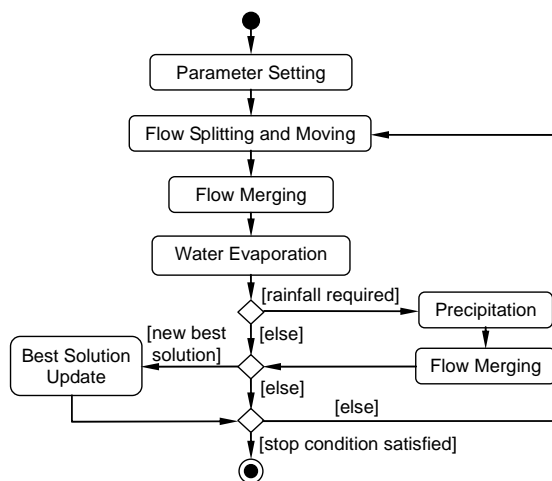 Parameter Setting
Flow Splitting and Moving
Flow Merging
Water Evaporation
[rainfall required]
Precipitation
[else]
[new best
solution]
Best Solution
Update
Flow Merging
[else]
[else]
[stop condition satisfied]